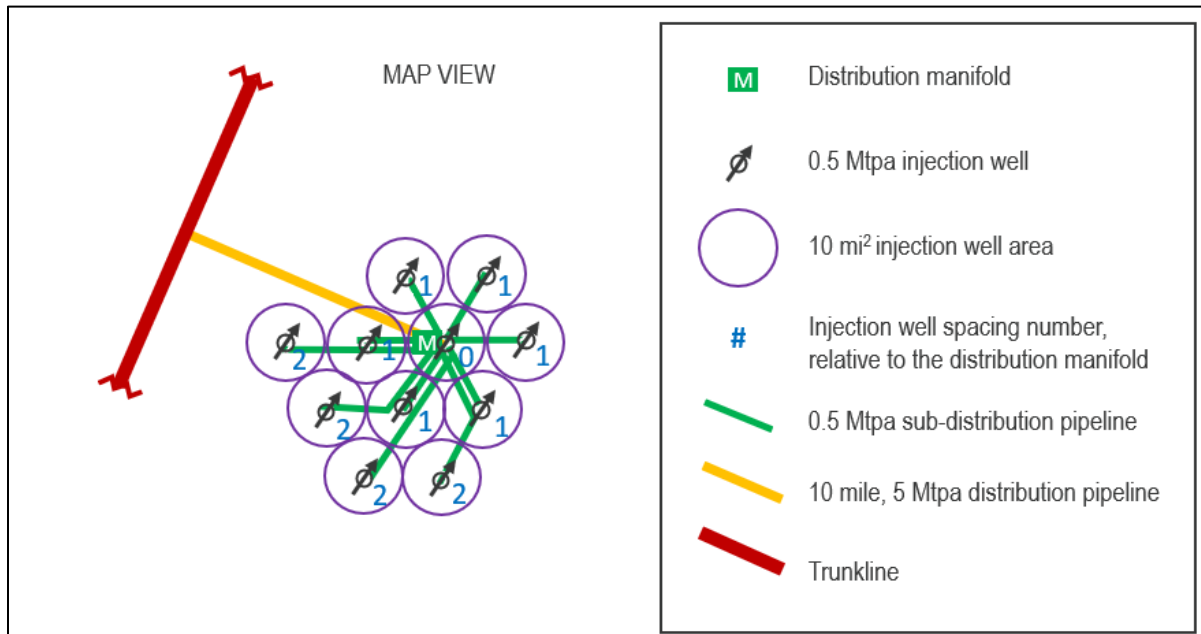 MAP VIEW
1
1
2
1
M
0
1
2
1
1
2
2
M
Distribution manifold
0.5 Mtpa injection well
10 mi² injection well area
#
Injection well spacing number,
relative to the distribution manifold
0.5 Mtpa sub-distribution pipeline
10 mile, 5 Mtpa distribution pipeline
Trunkline